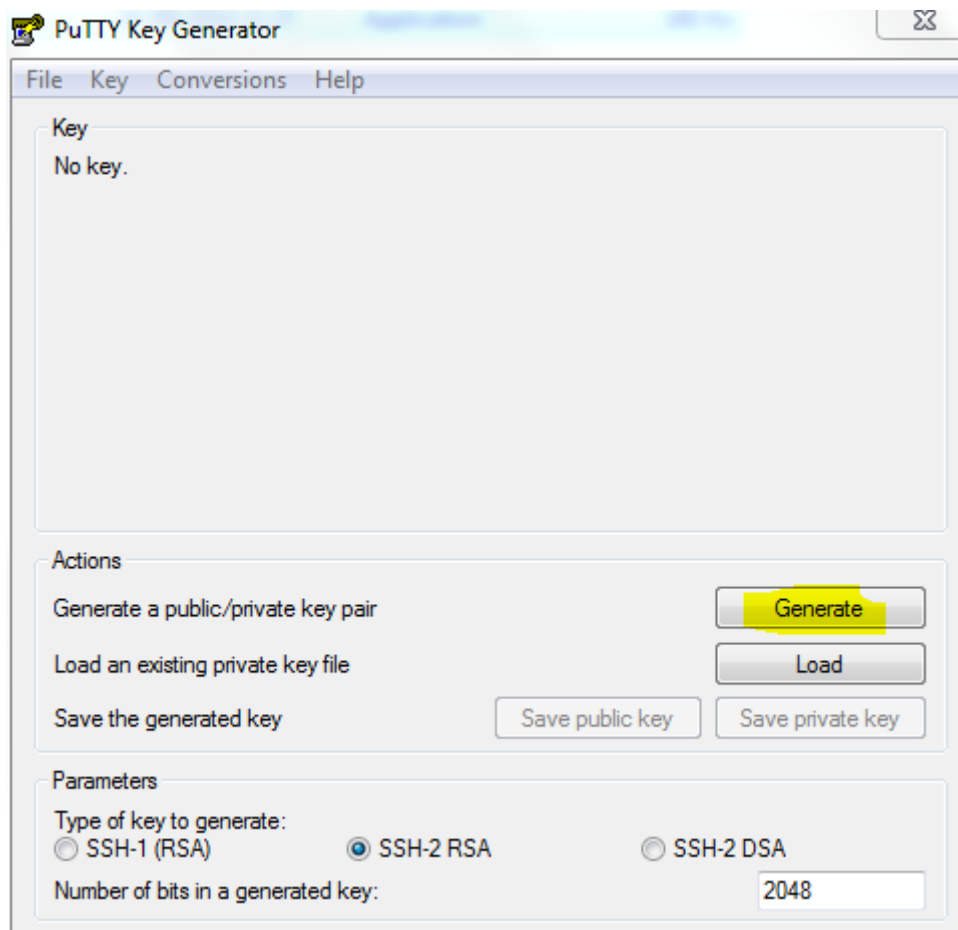 PuTTY Key Generator
File Key Conversions Help
Key
No key.
Actions
Generate a public/private key pair Generate
Load an existing private key file Load
Save the generated key Save public key Save private key
Parameters
Type of key to generate:
SSH-1 (RSA) SSH-2 RSA SSH-2 DSA
Number of bits in a generated key: 2048